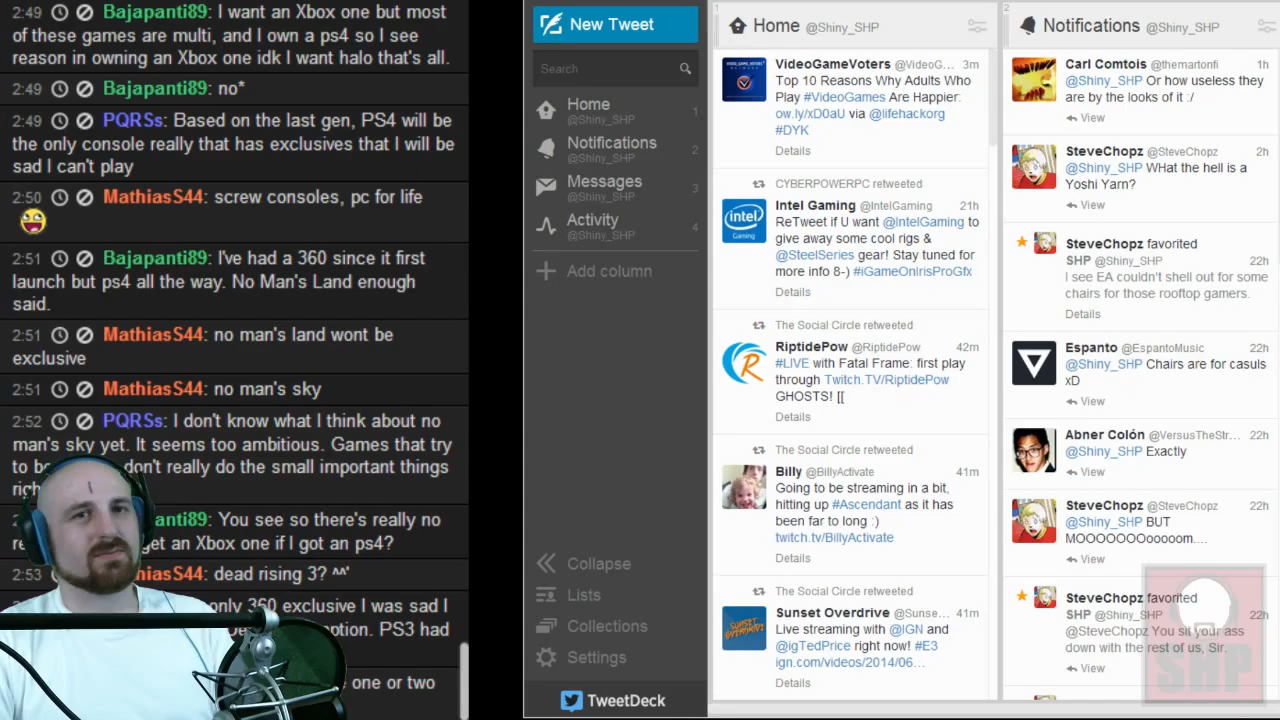 2:49 Bajapanti89: I want an Xbox one but most
of these games are multi, and I own a ps4 so I see
reason in owning an Xbox one idk I want halo that's all.
2:49 Bajapanti89: no*
2:49 PQRSs: Based on the last gen, PS4 will be
the only console really that has exclusives that I will be
sad I can't play
2:50 MathiasS44: screw consoles, pc for life
2:51 Bajapanti89: I've had a 360 since it first
launch but ps4 all the way. No Man's Land enough
said.
2:51 MathiasS44: no man's land wont be
exclusive
2:51 MathiasS44: no man's sky
2:52 PQRSs: I don't know what I think about no
man's sky yet. It seems too ambitious. Games that try
to be don't really do the small important things
anti89: You see so there's really no
get an Xbox one if I got an ps4?
2:53 iasS44: dead rising 3? ^^'
only 360 exclusive I was sad I
PS3 had
one or two
New Tweet
Search
Home 1
@Shiny_SHP
Notifications 2
@Shiny_SHP
Messages 3
@Shiny_SHP
Activity 4
@Shiny_SHP
Add column
Collapse
Lists
Collections
Settings
TweetDeck
1
Home @Shiny_SHP
VideoGameVoters @VideoG... 3m
Top 10 Reasons Why Adults Who
Play #VideoGames Are Happier:
ow.ly/xD0aU via @lifehackorg
#DYK
Details
CYBERPOWERPC retweeted
Intel Gaming @IntelGaming 21h
ReTweet if U want @IntelGaming to
give away some cool rigs &
@SteelSeries gear! Stay tuned for
more info 8-) #iGameOnIrisProGfx
Details
The Social Circle retweeted
RiptidePow @RiptidePow 42m
#LIVE with Fatal Frame: first play
through Twitch.TV/RiptidePow
GHOSTS! [[
Details
The Social Circle retweeted
Billy @BillyActivate 41m
Going to be streaming in a bit,
hitting up #Ascendant as it has
been far to long :)
twitch.tv/BillyActivate
Details
The Social Circle retweeted
Sunset Overdrive @Sunse... 41m
Live streaming with @IGN and
@igTedPrice right now! #E3
ign.com/videos/2014/06...
Details
2
Notifications @Shiny_SHP
Carl Comtois @themartonfi 1h
@Shiny_SHP Or how useless they
are by the looks of it :/
View
SteveChopz @SteveChopz 2h
@Shiny_SHP WHat the hell is a
Yoshi Yarn?
View
SteveChopz favorited
SHP @Shiny_SHP 22h
I see EA couldn't shell out for some
chairs for those rooftop gamers.
Details
Espanto @EspantoMusic 22h
@Shiny_SHP Chairs are for casuls
xD
View
Abner Colón @VersusTheStr... 22h
@Shiny_SHP Exactly
View
SteveChopz @SteveChopz 22h
@Shiny_SHP BUT
MOOOOOOOooooom....
View
SteveChopz favorited
SHP @Shiny_SHP 22h
@SteveChopz You sit your ass
down with the rest of us, Sir.
View
SHP